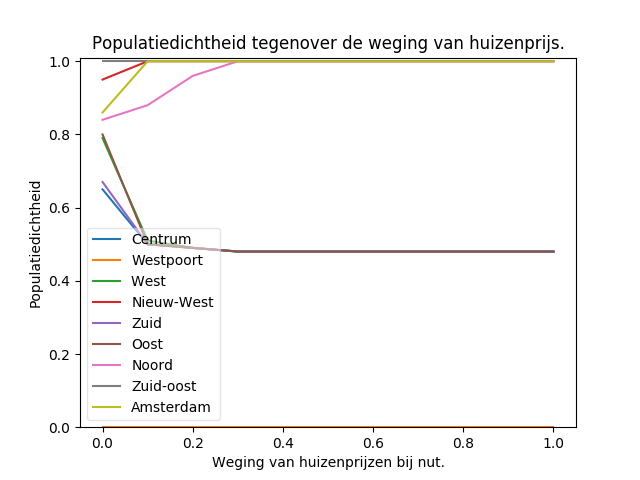 Populatiedichtheid tegenover de weging van huizenprijs.
1.0
0.8
0.6
0.4
0.2
0.0
Populatiedichtheid
Centrum
Westpoort
West
Nieuw-West
Zuid
Oost
Noord
Zuid-oost
Amsterdam
0.0 0.2 0.4 0.6 0.8 1.0
Weging van huizenprijzen bij nut.